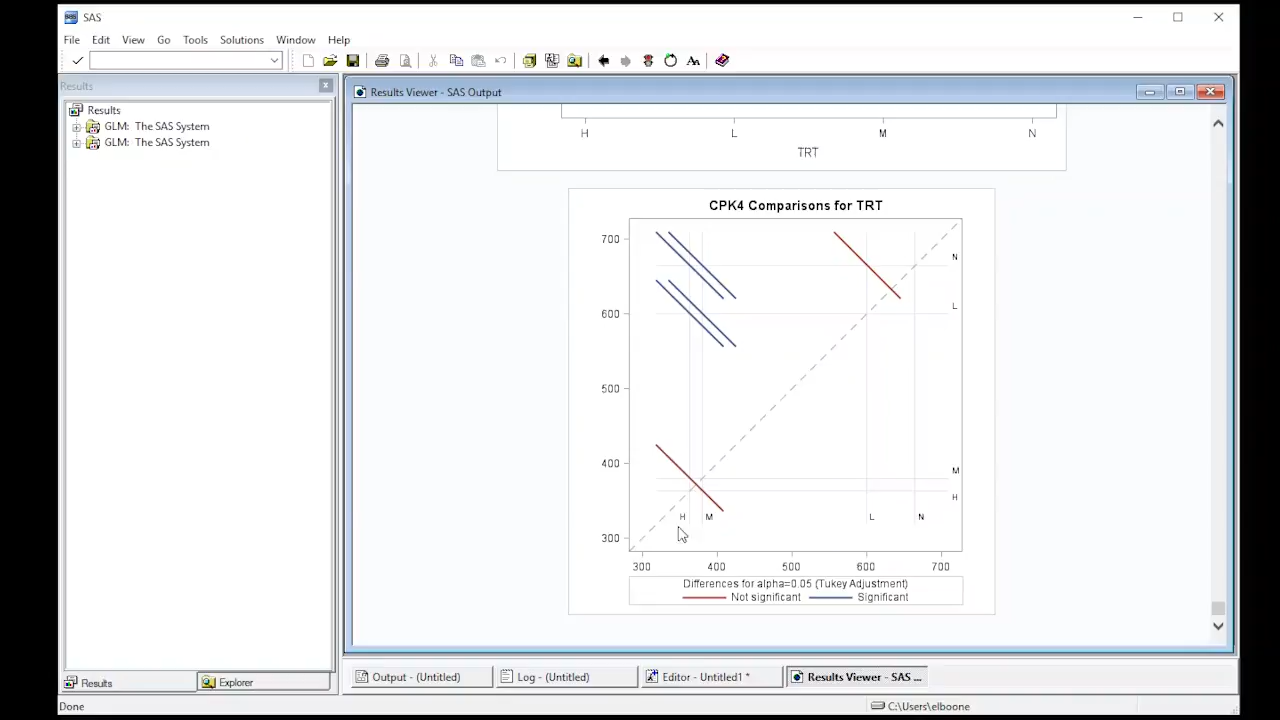 SAS
File Edit View Go Tools Solutions Window Help
Results
Results
GLM: The SAS System
GLM: The SAS System
Results Viewer - SAS Output
H L M N
TRT
CPK4 Comparisons for TRT
700
600
500
400
300
N
L
M
H
H M L N
300 400 500 600 700
Differences for alpha=0.05 (Tukey Adjustment)
Not significant Significant
Results Explorer
Output - (Untitled) Log - (Untitled) Editor - Untitled1 * Results Viewer - SAS ...
Done C:\Users\elboone